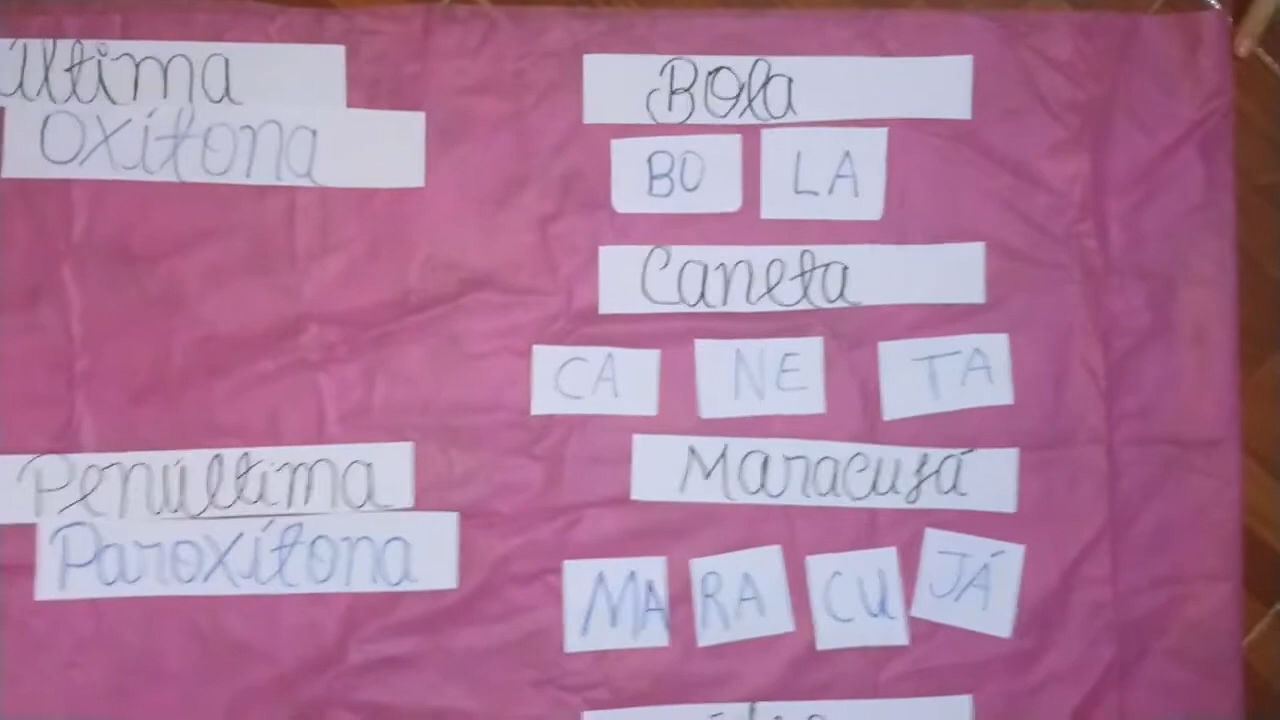 Última
Oxítona
Penúltima
Paroxítona
Bola
BO LA
Caneta
CA NE TA
Maracujá
MA RA CU JÁ